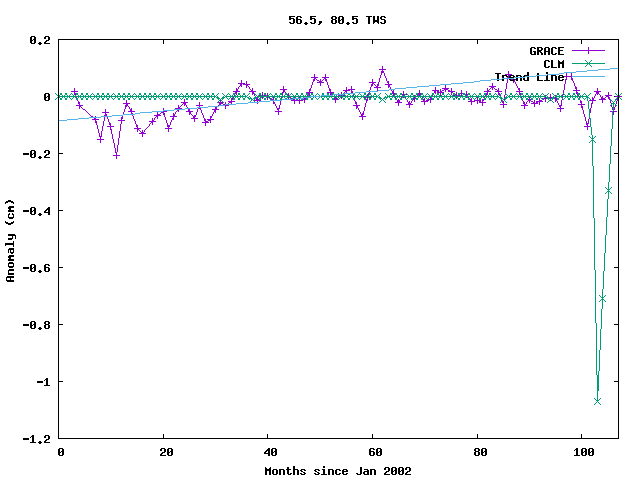 56.5, 80.5 TWS
GRACE
CLM
Trend Line
0.2
0
-0.2
-0.4
-0.6
-0.8
-1
-1.2
Anomaly (cm)
0 20 40 60 80 100
Months since Jan 2002